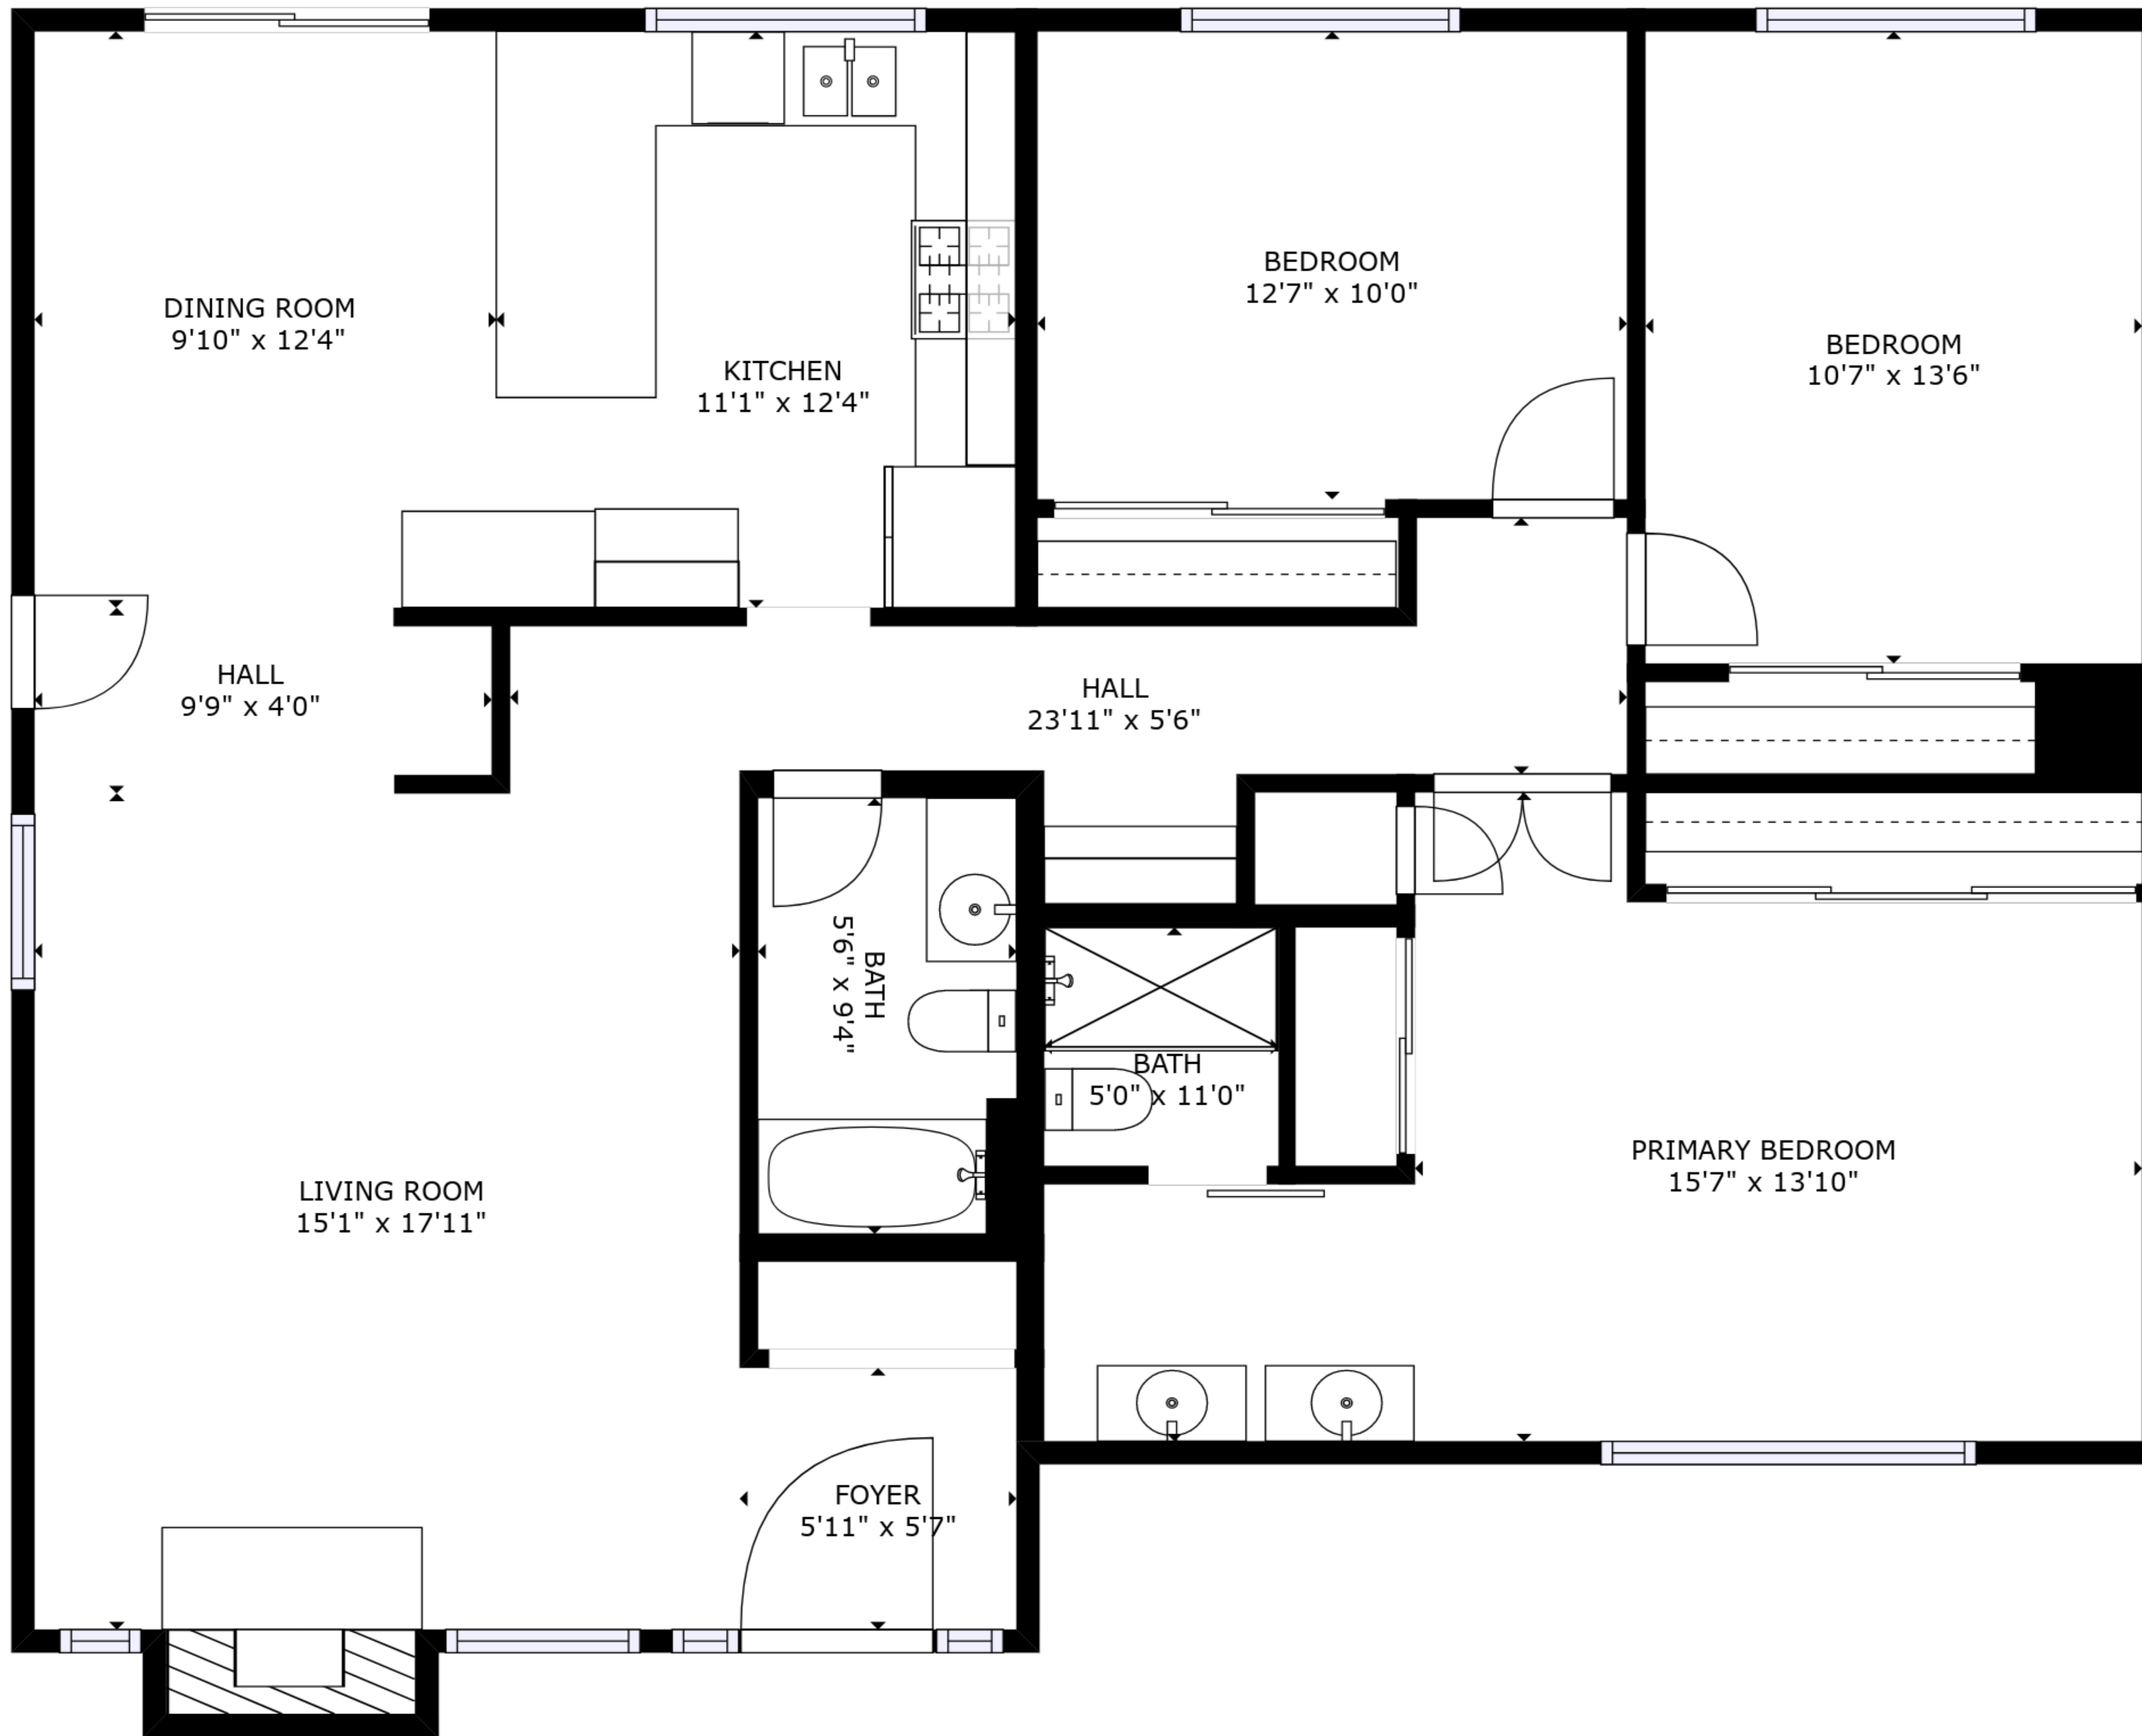 DINING ROOM
9'10" x 12'4"
KITCHEN
11'1" x 12'4"
BEDROOM
12'7" x 10'0"
BEDROOM
10'7" x 13'6"
HALL
9'9" x 4'0"
HALL
23'11" x 5'6"
BATH
5'6" x 9'4"
BATH
5'0" x 11'0"
PRIMARY BEDROOM
15'7" x 13'10"
LIVING ROOM
15'1" x 17'11"
FOYER
5'11" x 5'7"